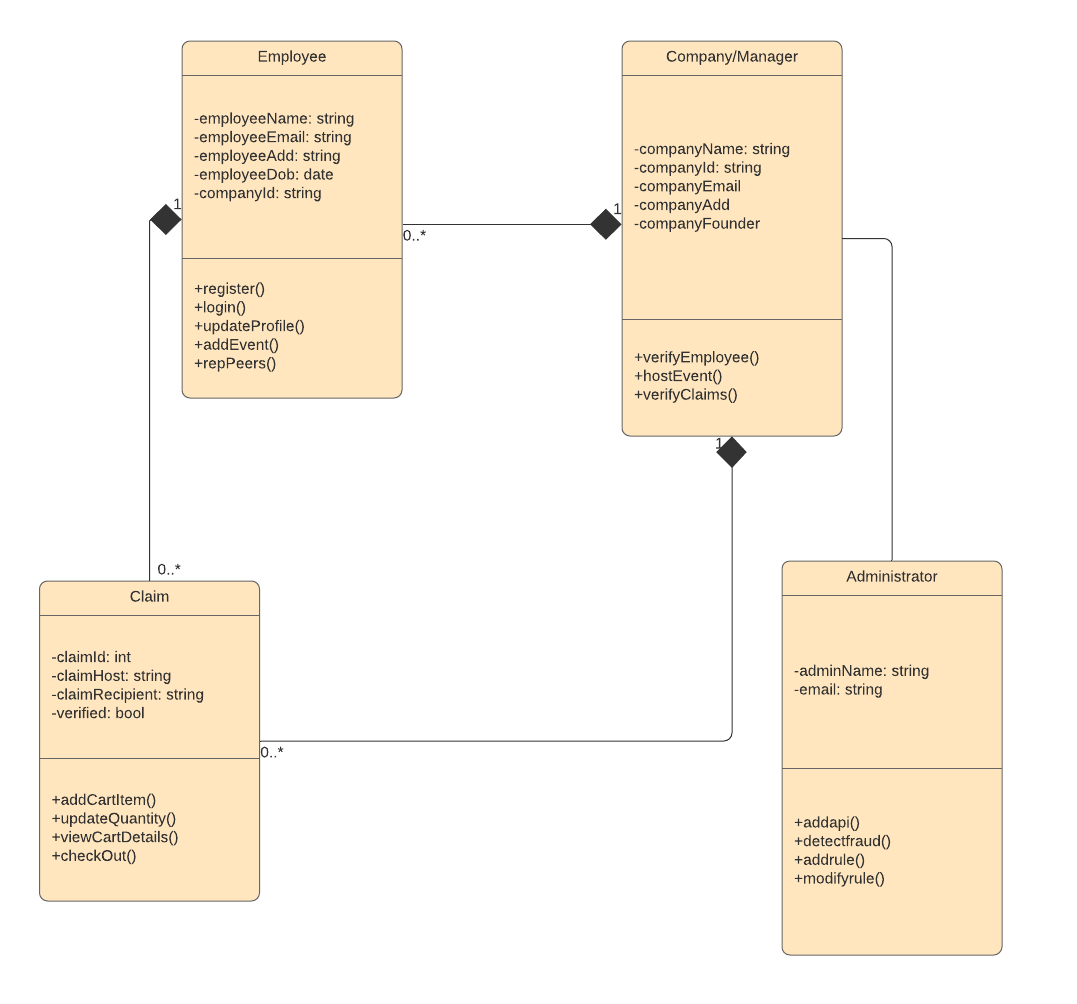 Employee
-employeeName: string
-employeeEmail: string
-employeeAdd: string
-employeeDob: date
-companyId: string
+register()
+login()
+updateProfile()
+addEvent()
+repPeers()
1
0..*
1
Company/Manager
-companyName: string
-companyId: string
-companyEmail
-companyAdd
-companyFounder
+verifyEmployee()
+hostEvent()
+verifyClaims()
1
0..*
Claim
-claimId: int
-claimHost: string
-claimRecipient: string
-verified: bool
+addCartItem()
+updateQuantity()
+viewCartDetails()
+checkOut()
0..*
Administrator
-adminName: string
-email: string
+addapi()
+detectfraud()
+addrule()
+modifyrule()